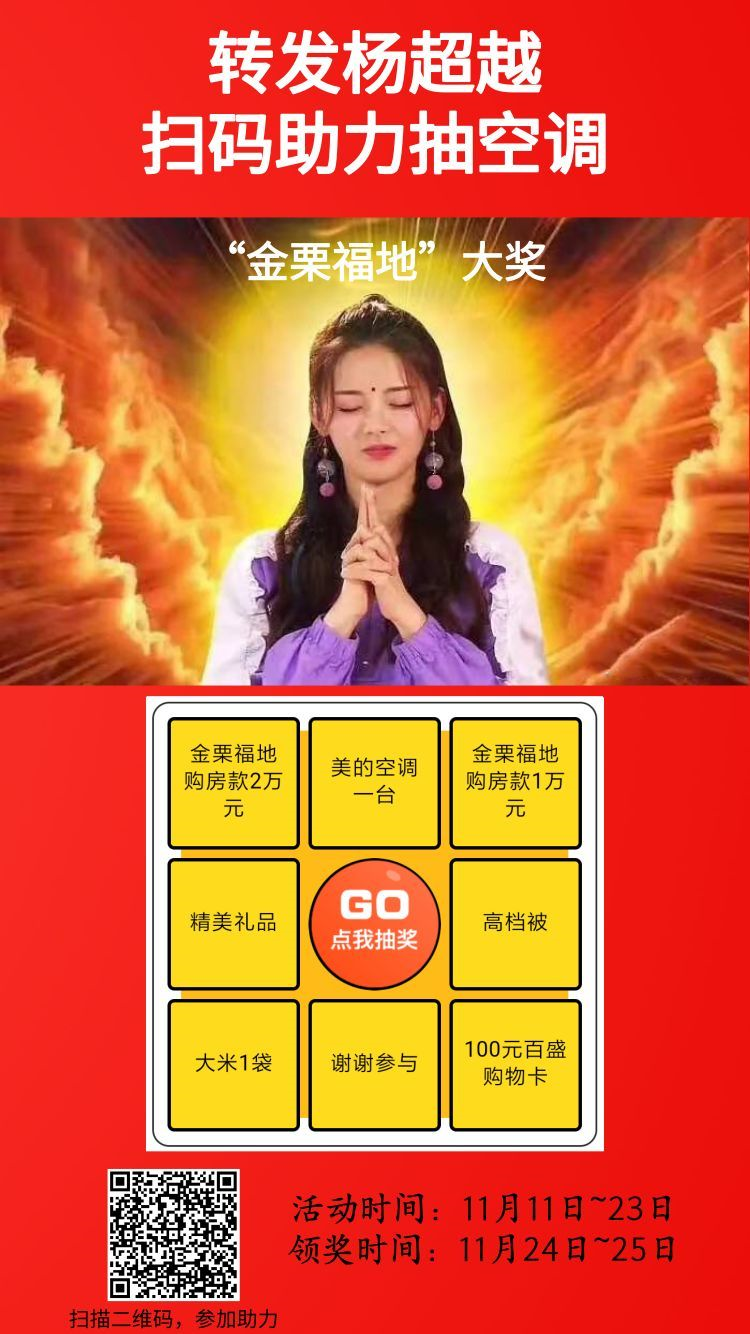 转发杨超越
扫码助力抽空调
“金栗福地”大奖
金栗福地
购房款2万
元
美的空调
一台
金栗福地
购房款1万
元
精美礼品
GO
点我抽奖
高档被
大米1袋
谢谢参与
100元百盛
购物卡
活动时间：11月11日~23日
领奖时间：11月24日~25日
扫描二维码，参加助力